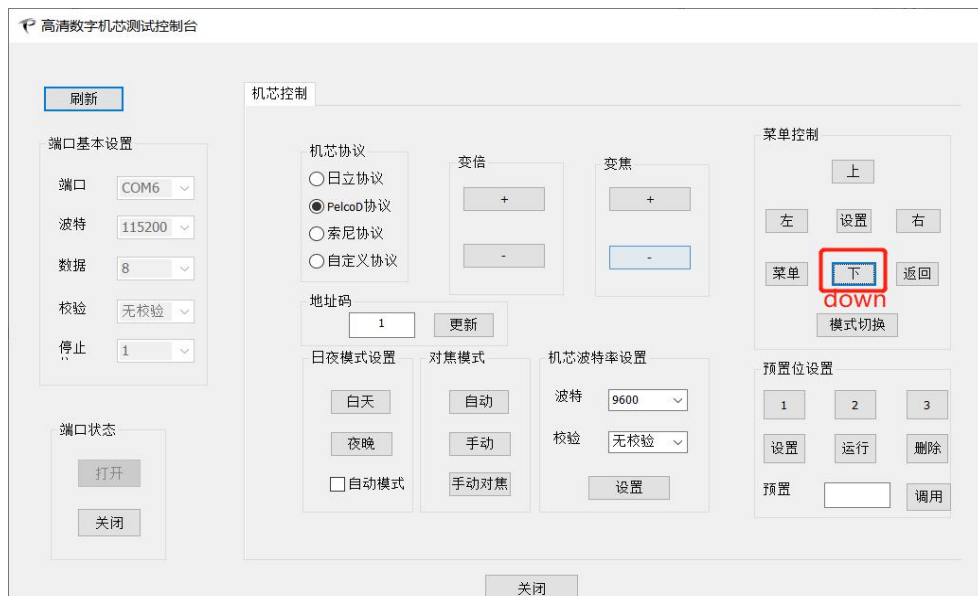 高清数字机芯测试控制台
刷新
端口基本设置
端口 COM6
波特 115200
数据 8
校验 无校验
停止 1
端口状态
打开
关闭
机芯控制
机芯协议
日立协议
PelcoD协议
索尼协议
自定义协议
变倍
+
-
变焦
+
-
地址码
1 更新
日夜模式设置
白天
夜晚
自动模式
对焦模式
自动
手动
手动对焦
机芯波特率设置
波特 9600
校验 无校验
设置
菜单控制
上
左 设置 右
菜单 下 返回
down
模式切换
预置位设置
1 2 3
设置 运行 删除
预置 调用
关闭